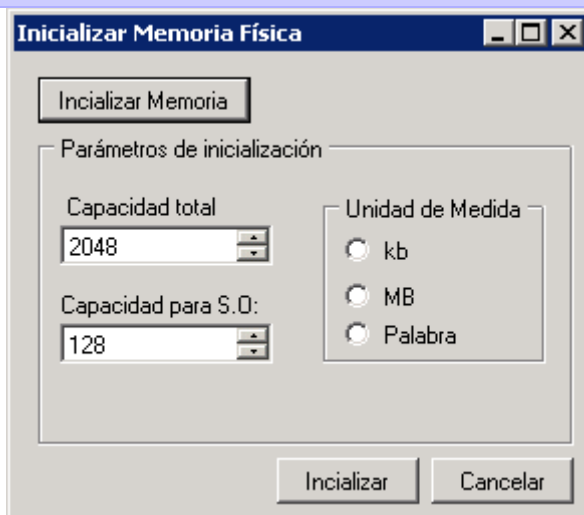 Inicializar Memoria Física
Incializar Memoria
Parámetros de inicialización
Capacidad total
2048
Capacidad para S.O:
128
Unidad de Medida
kb
MB
Palabra
Incializar
Cancelar